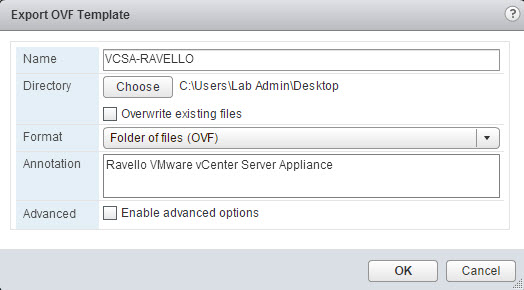 Export OVF Template
?
Name VCSA-RAVELLO
Directory Choose C:\Users\Lab Admin\Desktop
Overwrite existing files
Format Folder of files (OVF)
Annotation Ravello VMware vCenter Server Appliance
Advanced Enable advanced options
OK Cancel